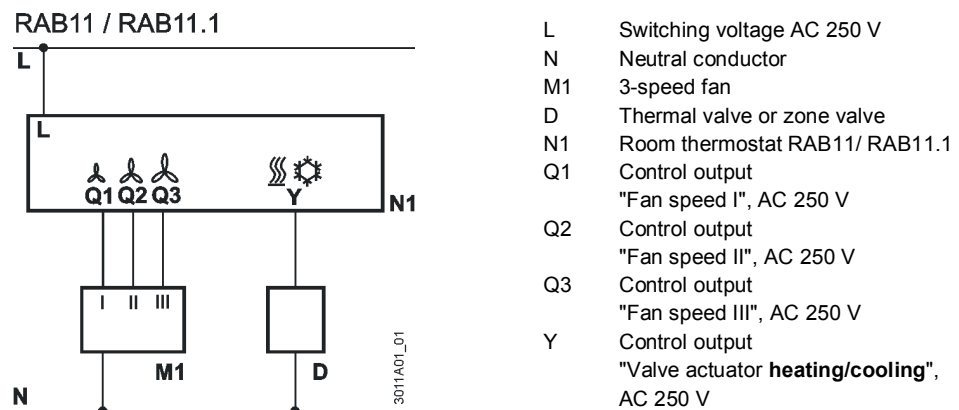 RAB11 / RAB11.1
L
L
Q1 Q2 Q3
Y
N1
I II III
M1
D
N
3011A01_01
L Switching voltage AC 250 V
N Neutral conductor
M1 3-speed fan
D Thermal valve or zone valve
N1 Room thermostat RAB11/ RAB11.1
Q1 Control output
"Fan speed I", AC 250 V
Q2 Control output
"Fan speed II", AC 250 V
Q3 Control output
"Fan speed III", AC 250 V
Y Control output
"Valve actuator heating/cooling",
AC 250 V